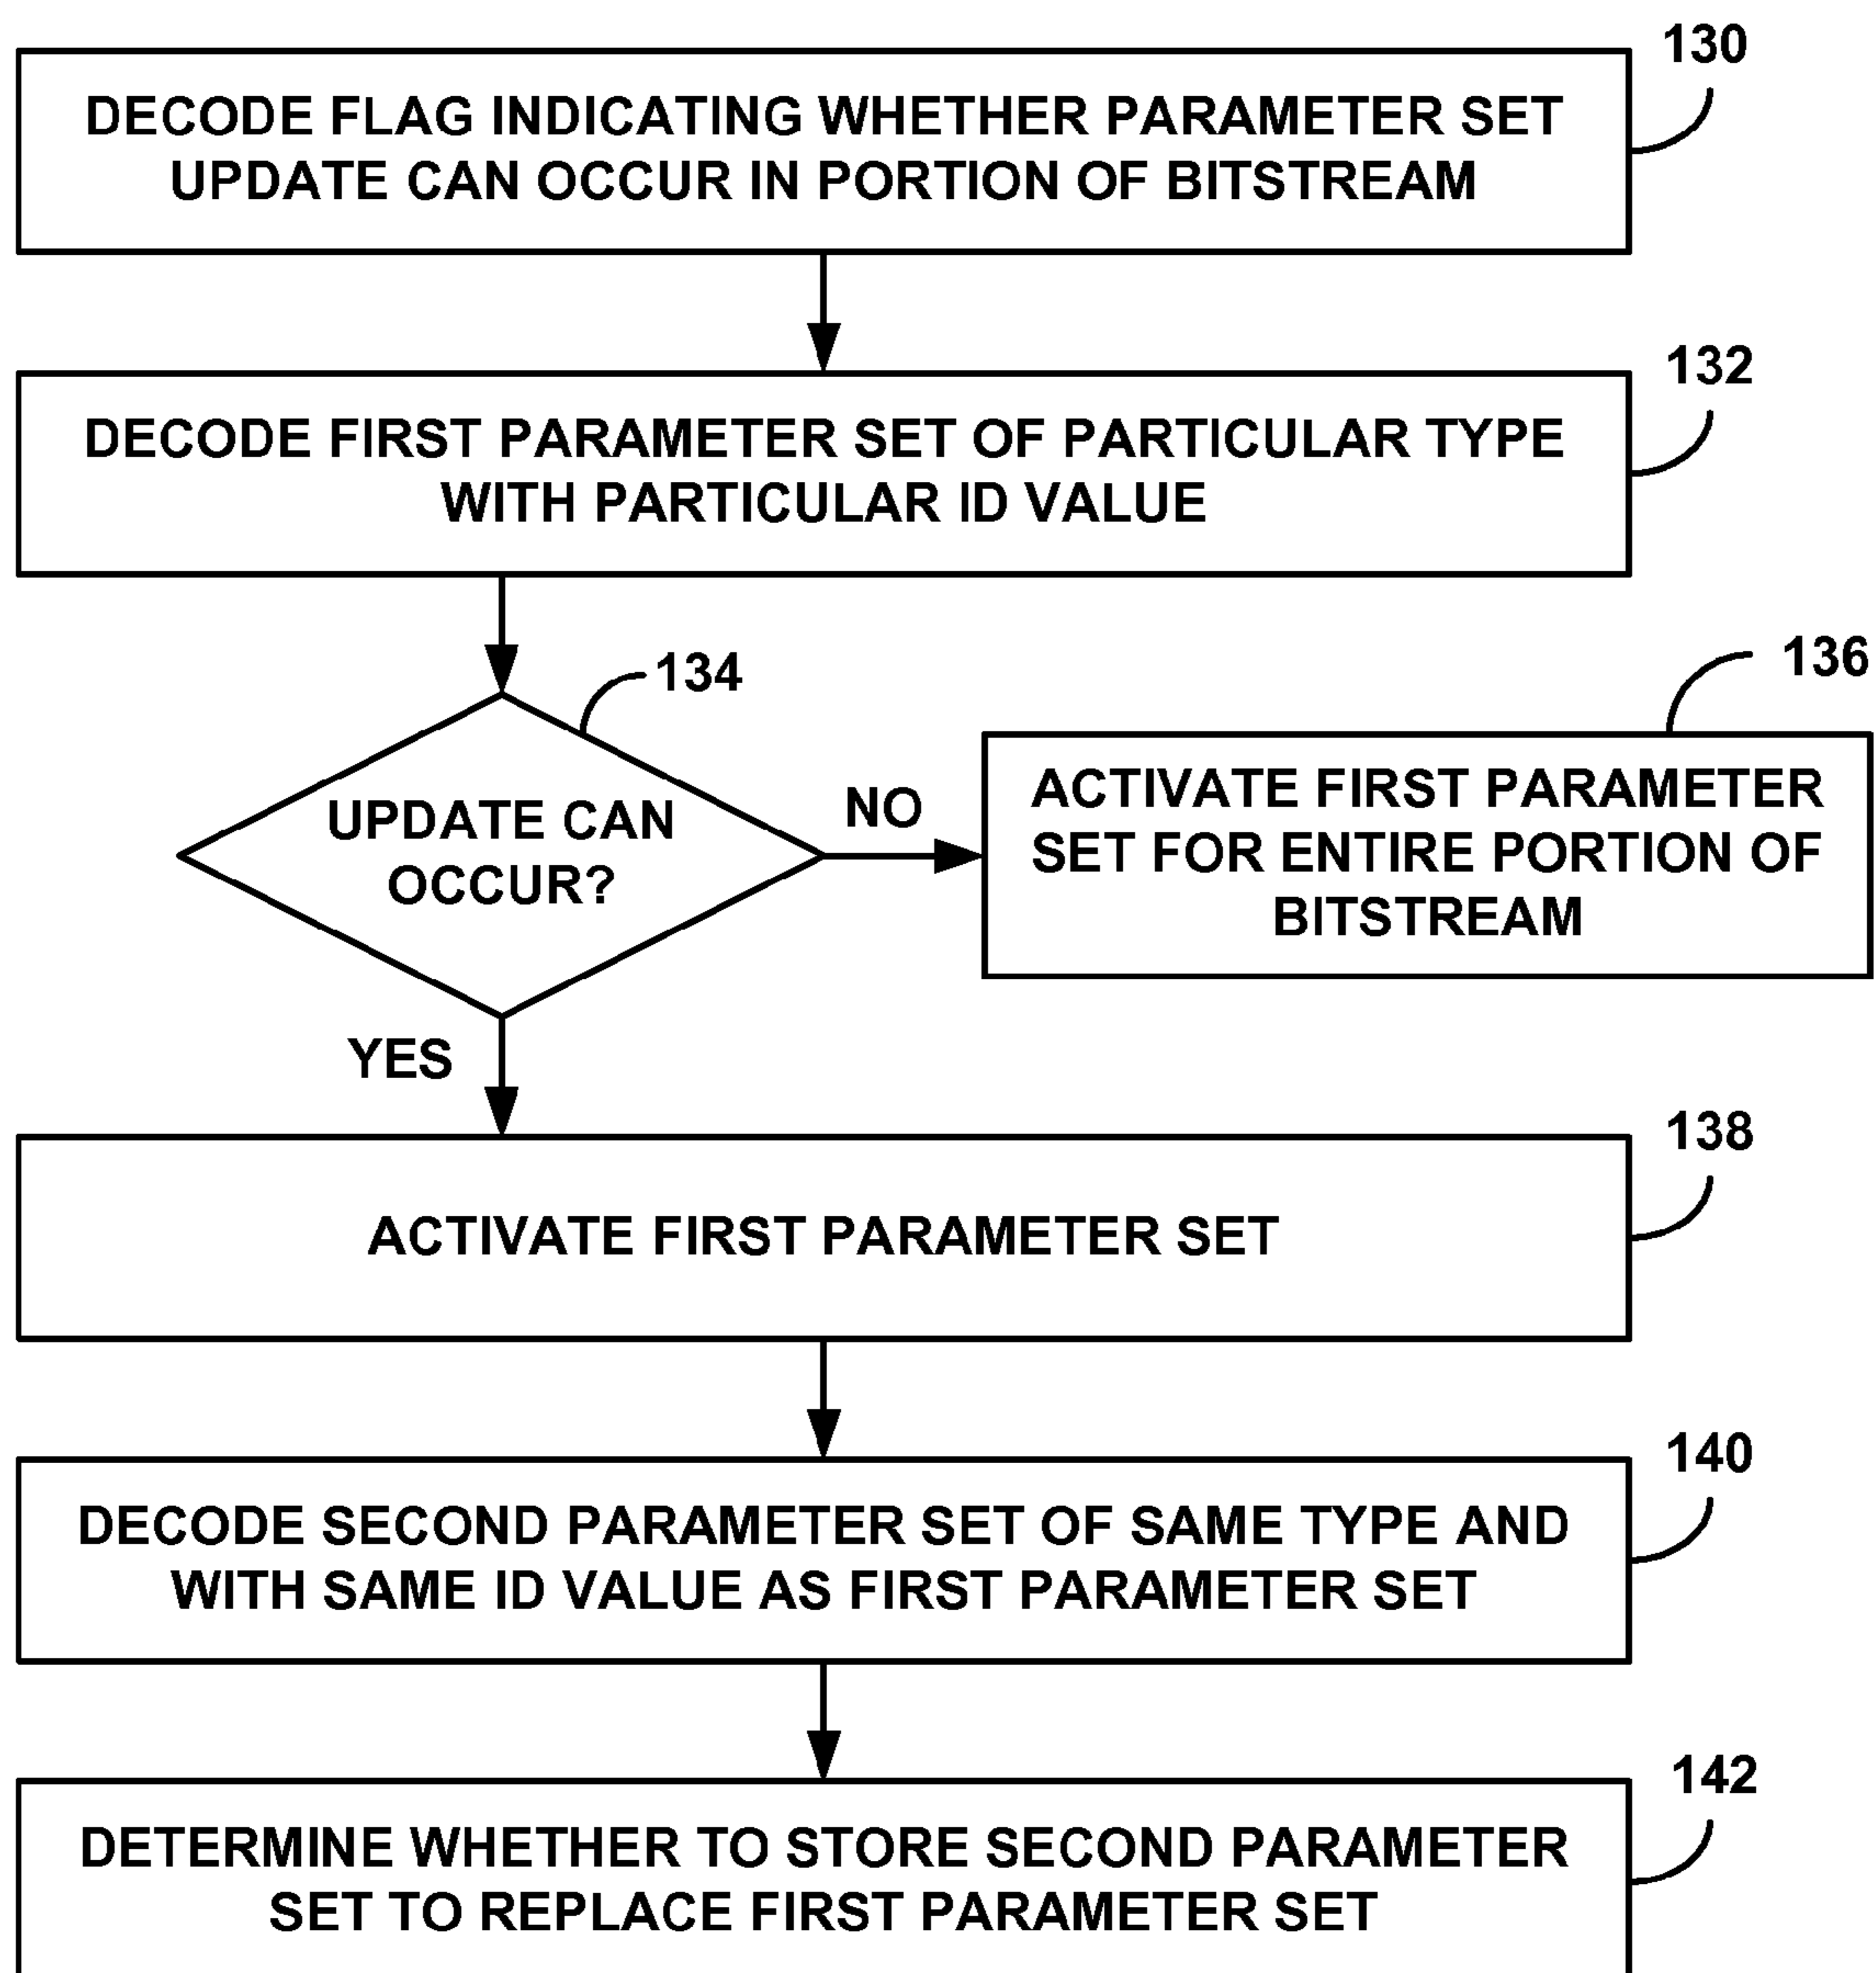 130
DECODE FLAG INDICATING WHETHER PARAMETER SET
UPDATE CAN OCCUR IN PORTION OF BITSTREAM
132
DECODE FIRST PARAMETER SET OF PARTICULAR TYPE
WITH PARTICULAR ID VALUE
134
UPDATE CAN
OCCUR?
NO
136
ACTIVATE FIRST PARAMETER
SET FOR ENTIRE PORTION OF
BITSTREAM
YES
138
ACTIVATE FIRST PARAMETER SET
140
DECODE SECOND PARAMETER SET OF SAME TYPE AND
WITH SAME ID VALUE AS FIRST PARAMETER SET
142
DETERMINE WHETHER TO STORE SECOND PARAMETER
SET TO REPLACE FIRST PARAMETER SET